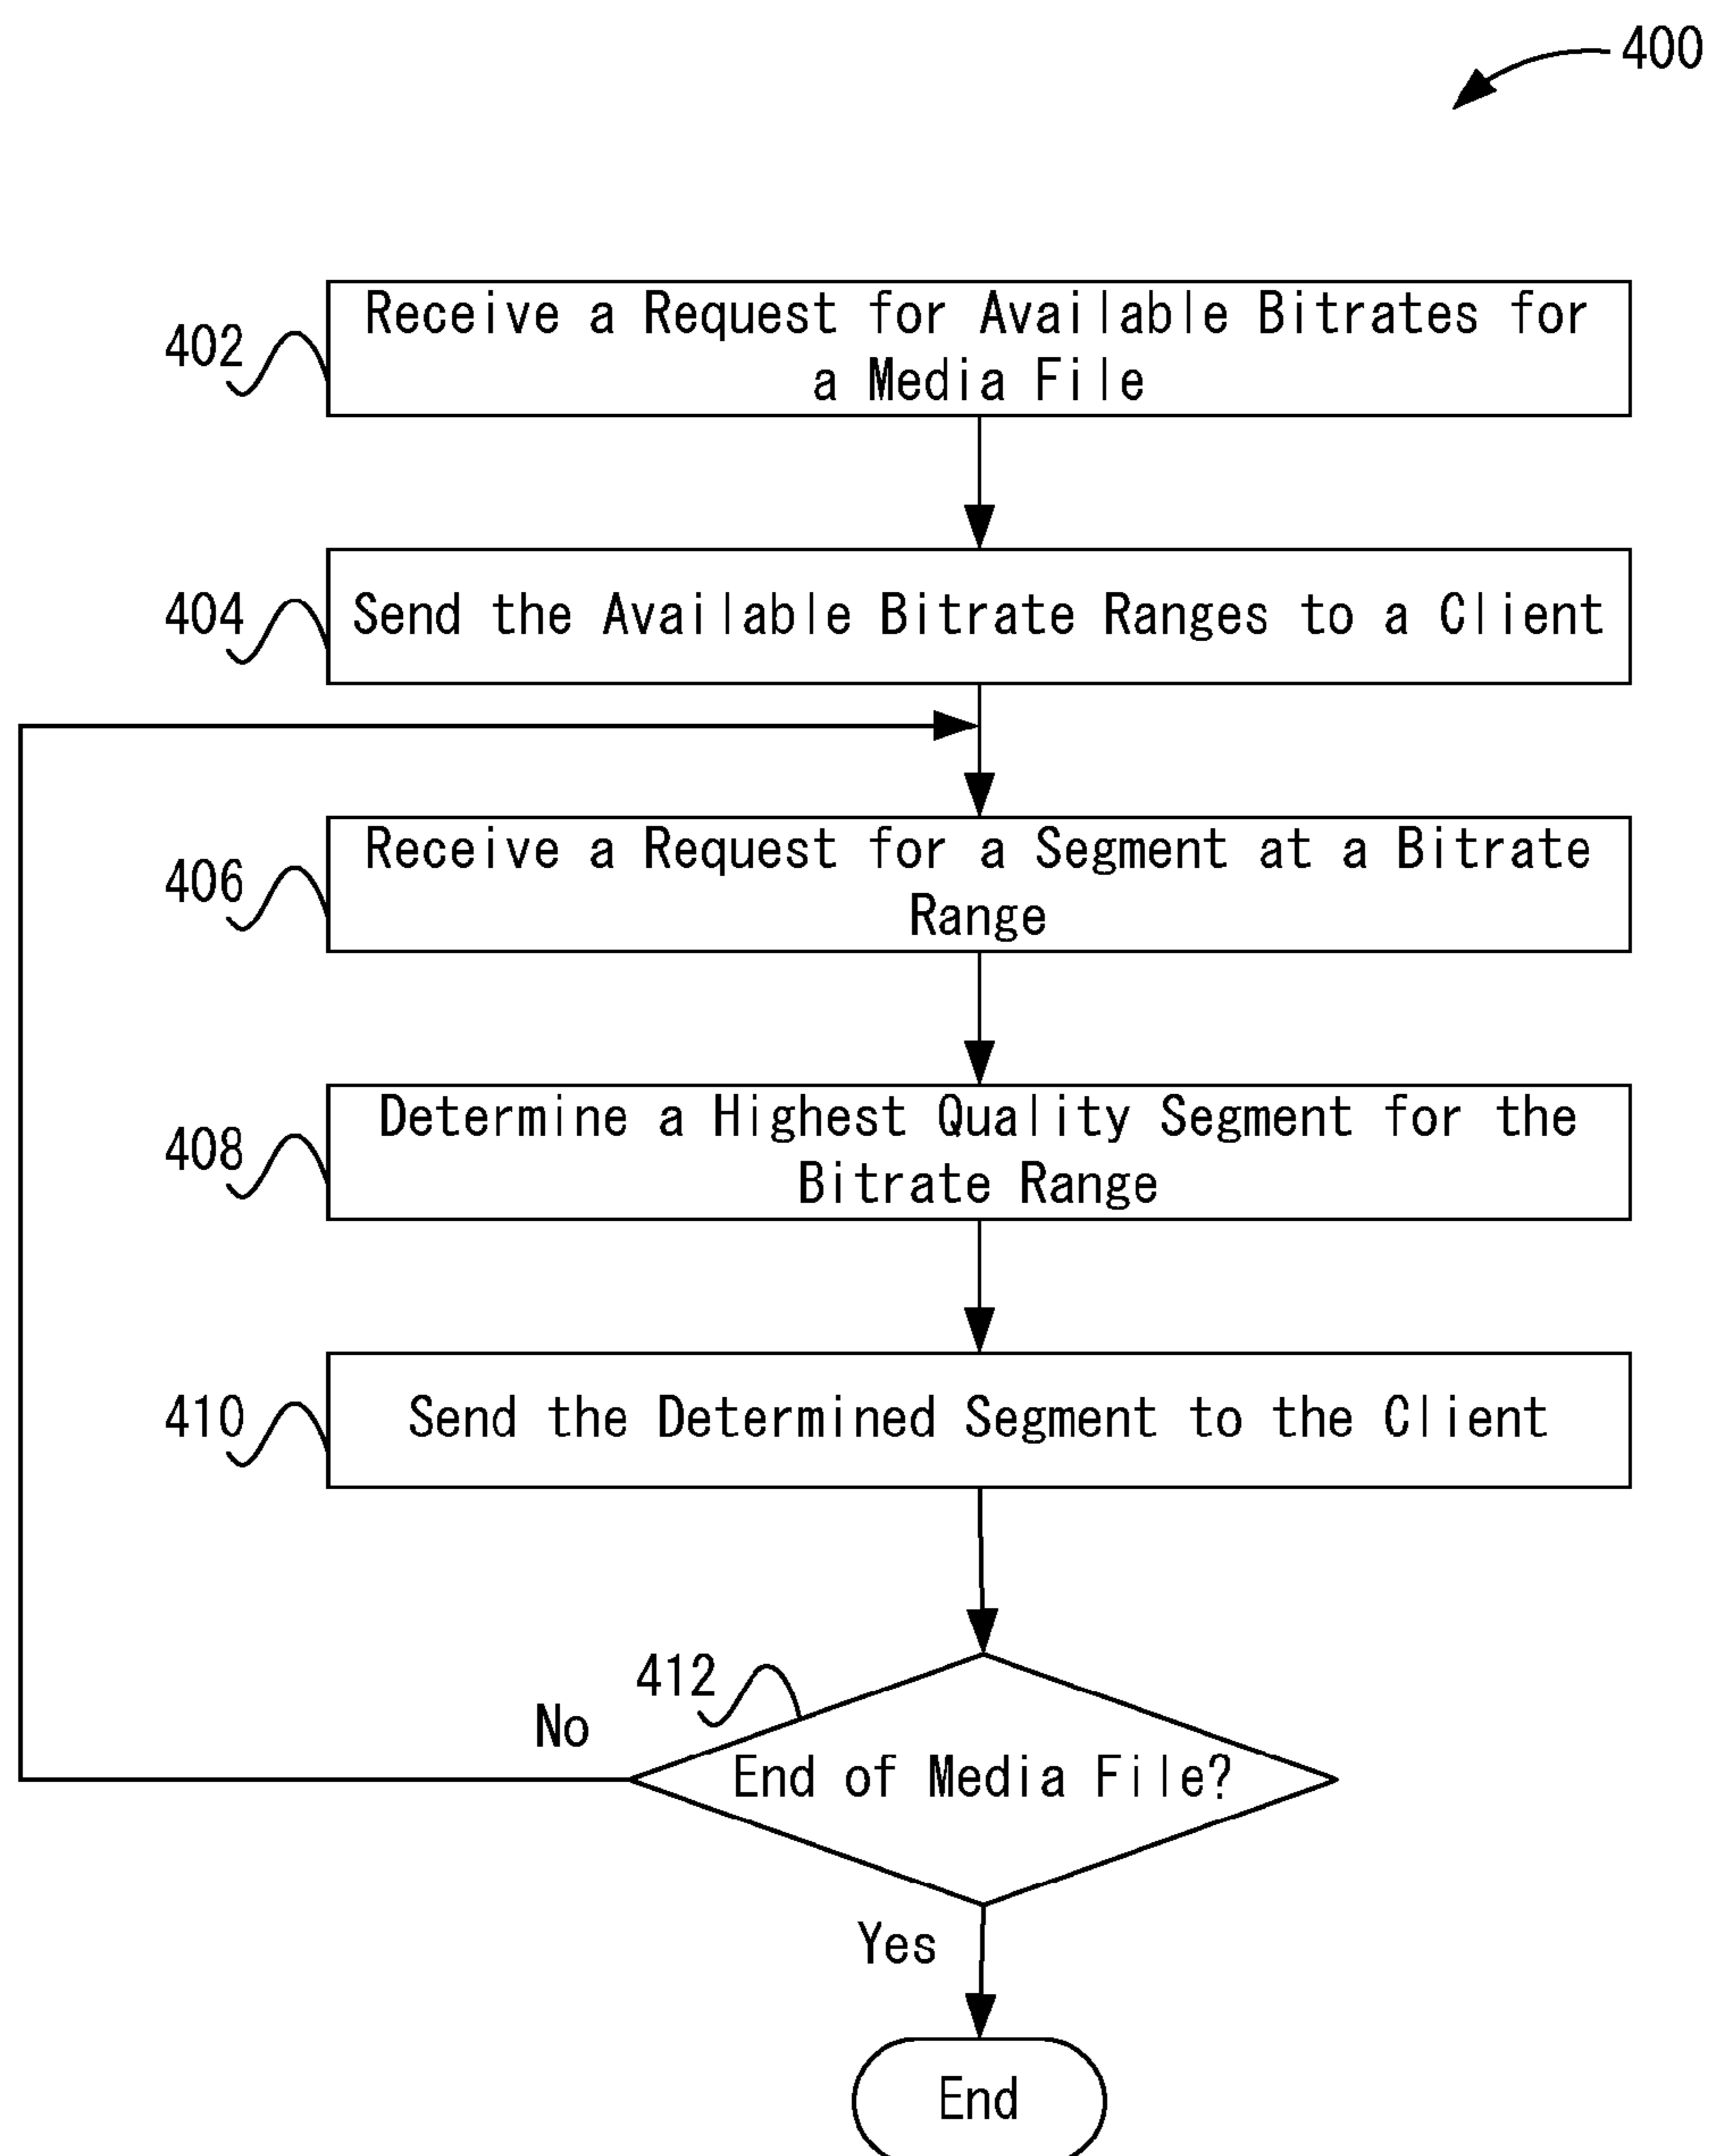 400
402
Receive a Request for Available Bitrates for
a Media File
404
Send the Available Bitrate Ranges to a Client
406
Receive a Request for a Segment at a Bitrate
Range
408
Determine a Highest Quality Segment for the
Bitrate Range
410
Send the Determined Segment to the Client
412
No
End of Media File?
Yes
End